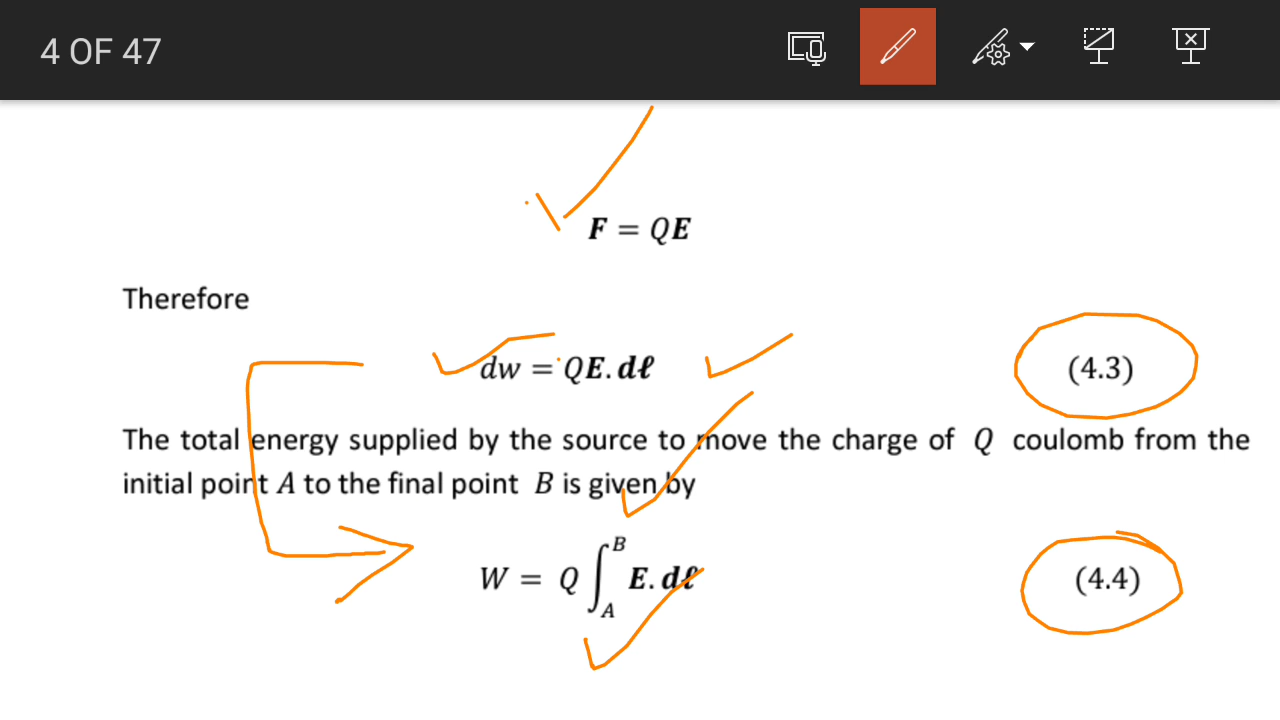 4 OF 47
F = QE
Therefore
dw = QE. dℓ (4.3)
The total energy supplied by the source to move the charge of Q coulomb from the
initial point A to the final point B is given by
W = Q ∫_A^B E. dℓ (4.4)